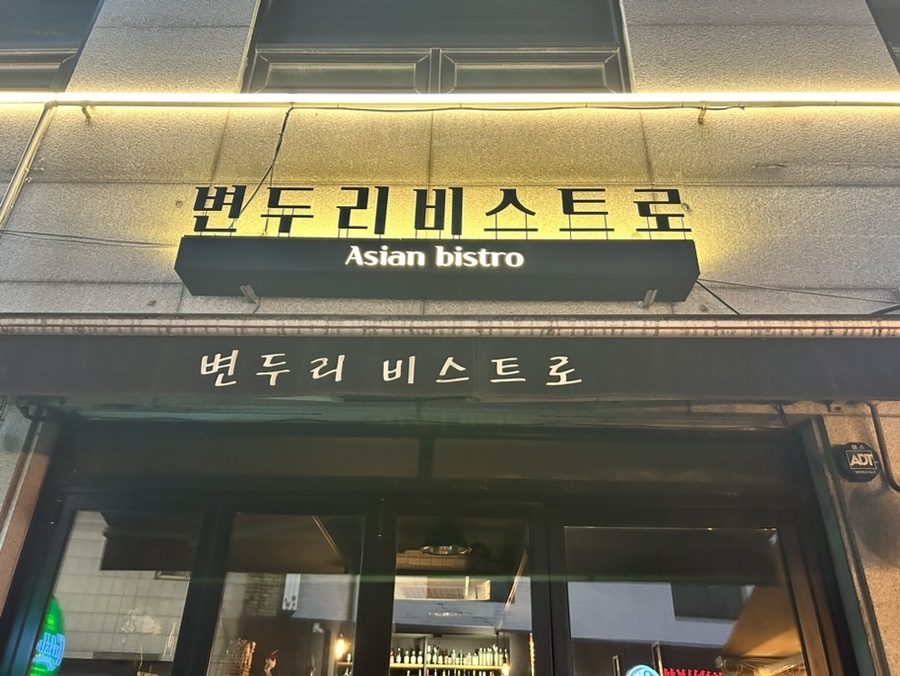 변두리비스트로
Asian bistro
변두리 비스트로
ADT